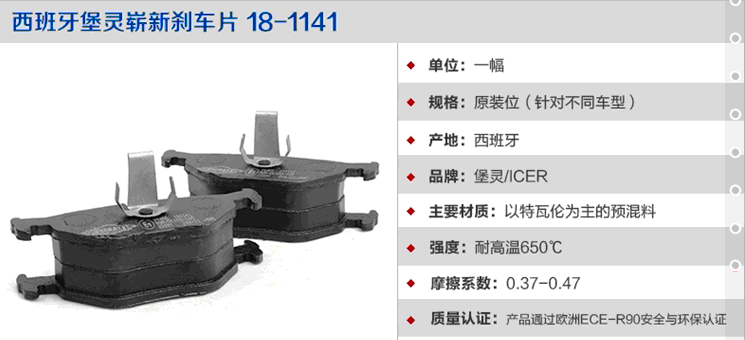 西班牙堡灵崭新刹车片 18-1141
单位：一幅
规格：原装位（针对不同车型）
产地：西班牙
品牌：堡灵/ICER
主要材质：以特瓦伦为主的预混料
强度：耐高温650℃
摩擦系数：0.37-0.47
质量认证：产品通过欧洲ECE-R90安全与环保认证